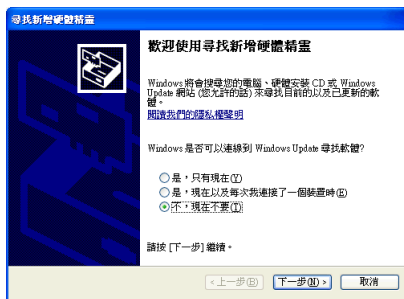 尋找新增硬體精靈
歡迎使用尋找新增硬體精靈
Windows 將會搜尋您的電腦、硬體安裝 CD 或 Windows
Update 網站 (您允許的話) 來尋找目前的以及已更新的軟
體。
閱讀我們的隱私權聲明
Windows 是否可以連線到 Windows Update 尋找軟體?
是，只有現在(Y)
是，現在以及每次我連接了一個裝置時(E)
不，現在不要(T)
請按 [下一步] 繼續。
<上一步(B) 下一步(N)> 取消